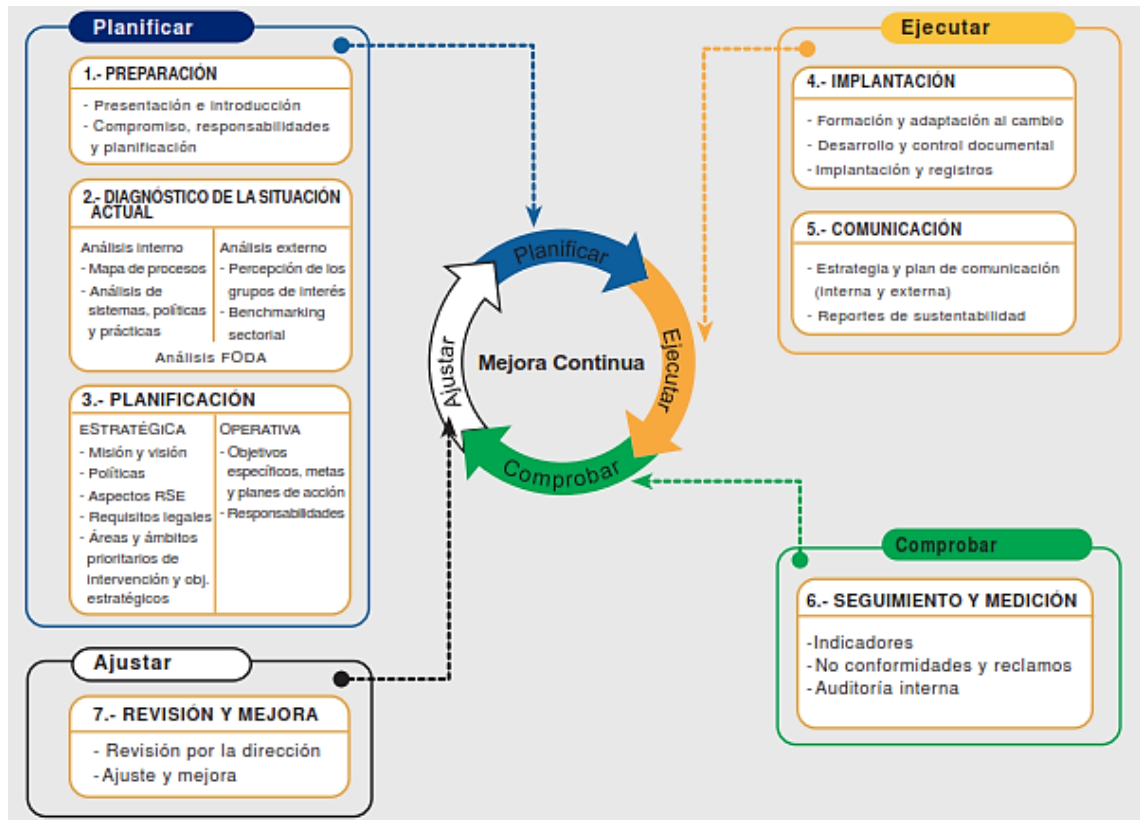 Planificar
1.- PREPARACIÓN
- Presentación e introducción
- Compromiso, responsabilidades
y planificación
2.- DIAGNÓSTICO DE LA SITUACIÓN
ACTUAL
Análisis interno
- Mapa de procesos
- Análisis de
sistemas, políticas
y prácticas
Análisis externo
- Percepción de los
grupos de interés
- Benchmarking
sectorial
Análisis FODA
3.- PLANIFICACIÓN
ESTRATÉGICA
- Misión y visión
- Políticas
- Aspectos RSE
- Requisitos legales
- Áreas y ámbitos
prioritarios de
intervención y obj.
estratégicos
OPERATIVA
- Objetivos
específicos, metas
y planes de acción
- Responsabilidades
Ejecutar
4.- IMPLANTACIÓN
- Formación y adaptación al cambio
- Desarrollo y control documental
- Implantación y registros
5.- COMUNICACIÓN
- Estrategia y plan de comunicación
(interna y externa)
- Reportes de sustentabilidad
Planificar
Ejecutar
Comprobar
Ajustar
Mejora Continua
Comprobar
6.- SEGUIMIENTO Y MEDICIÓN
-Indicadores
-No conformidades y reclamos
-Auditoría interna
Ajustar
7.- REVISIÓN Y MEJORA
- Revisión por la dirección
-Ajuste y mejora